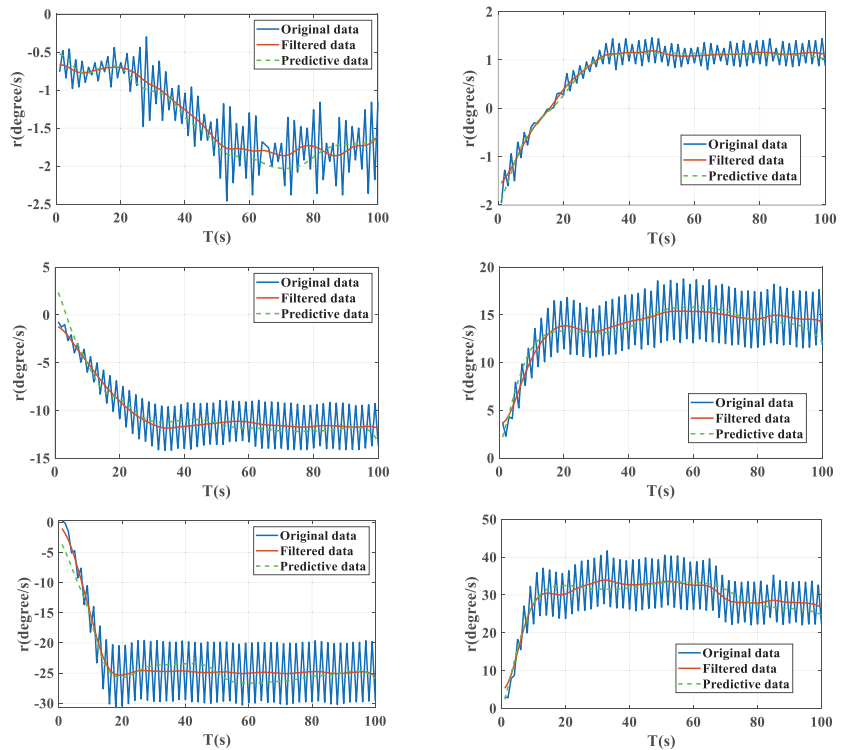 0
-0.5
-1
-1.5
-2
-2.5
0 20 40 60 80 100
T(s)
r(degree/s)
Original data
Filtered data
Predictive data
2
1
0
-1
-2
0 20 40 60 80 100
T(s)
r(degree/s)
Original data
Filtered data
Predictive data
5
0
-5
-10
-15
0 20 40 60 80 100
T(s)
r(degree/s)
Original data
Filtered data
Predictive data
20
15
10
5
0
0 20 40 60 80 100
T(s)
r(degree/s)
Original data
Filtered data
Predictive data
0
-5
-10
-15
-20
-25
-30
0 20 40 60 80 100
T(s)
r(degree/s)
Original data
Filtered data
Predictive data
50
40
30
20
10
0
0 20 40 60 80 100
T(s)
r(degree/s)
Original data
Filtered data
Predictive data